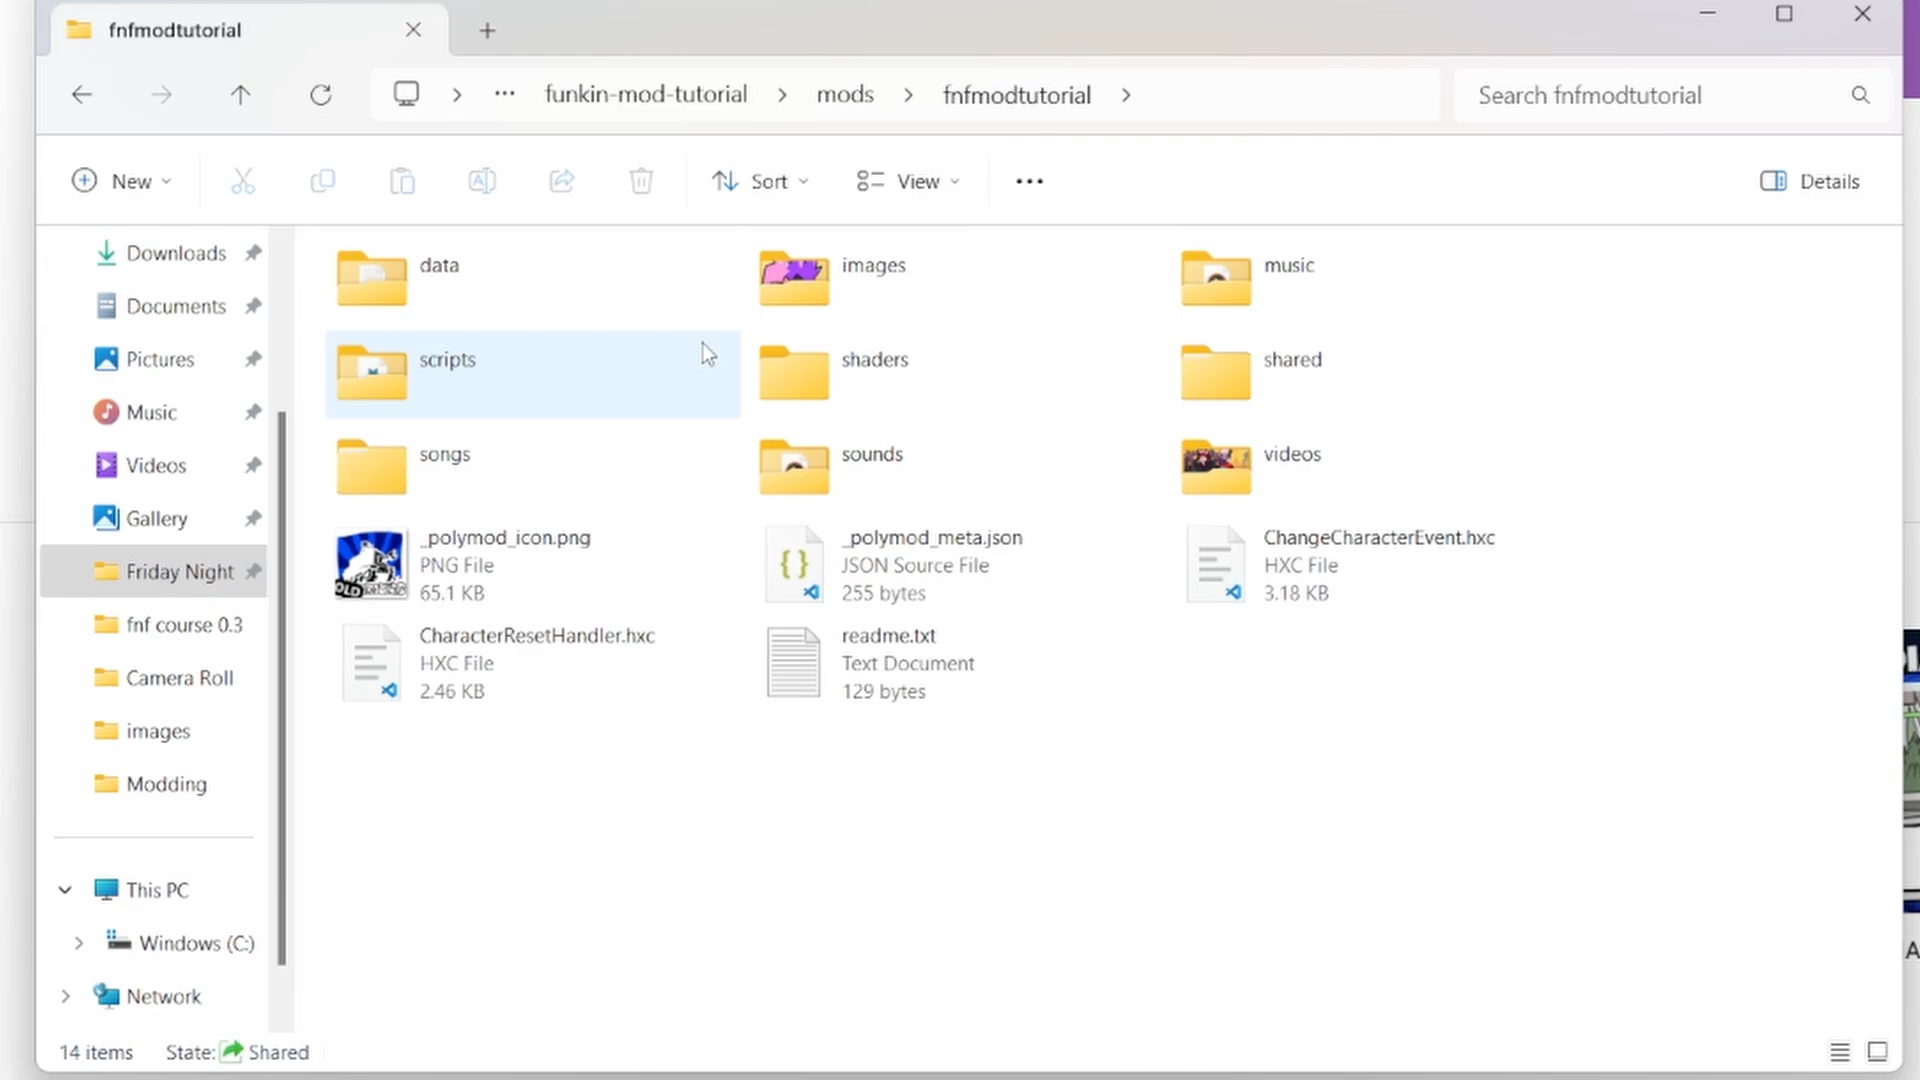 fnfmodtutorial
funkin-mod-tutorial
mods
fnfmodtutorial
Search fnfmodtutorial
New
Sort
View
Details
Downloads
Documents
Pictures
Music
Videos
Gallery
Friday Night
fnf course 0.3
Camera Roll
images
Modding
This PC
Windows (C:)
Network
data
images
music
scripts
shaders
shared
songs
sounds
videos
_polymod_icon.png
PNG File
65.1 KB
_polymod_meta.json
JSON Source File
255 bytes
ChangeCharacterEvent.hxc
HXC File
3.18 KB
CharacterResetHandler.hxc
HXC File
2.46 KB
readme.txt
Text Document
129 bytes
14 items
State:
Shared